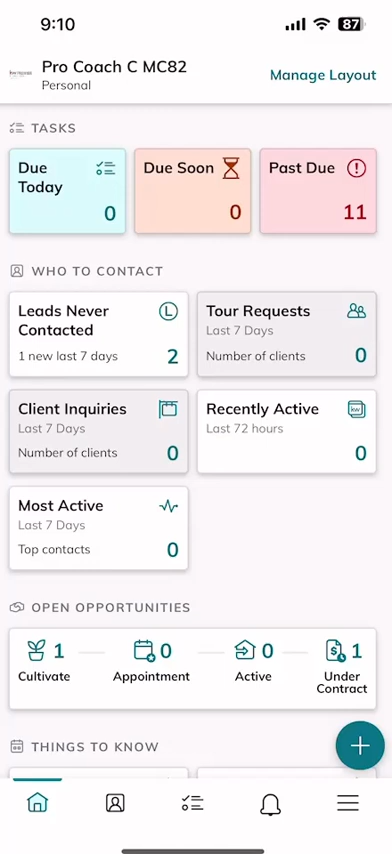 9:10
87
Pro Coach C MC82
Personal
Manage Layout
TASKS
Due Today
0
Due Soon
0
Past Due
11
WHO TO CONTACT
Leads Never
Contacted
L
1 new last 7 days
2
Tour Requests
Last 7 Days
Number of clients
0
Client Inquiries
Last 7 Days
Number of clients
0
Recently Active
kw
Last 72 hours
0
Most Active
Last 7 Days
Top contacts
0
OPEN OPPORTUNITIES
1
Cultivate
0
Appointment
0
Active
1
Under
Contract
THINGS TO KNOW